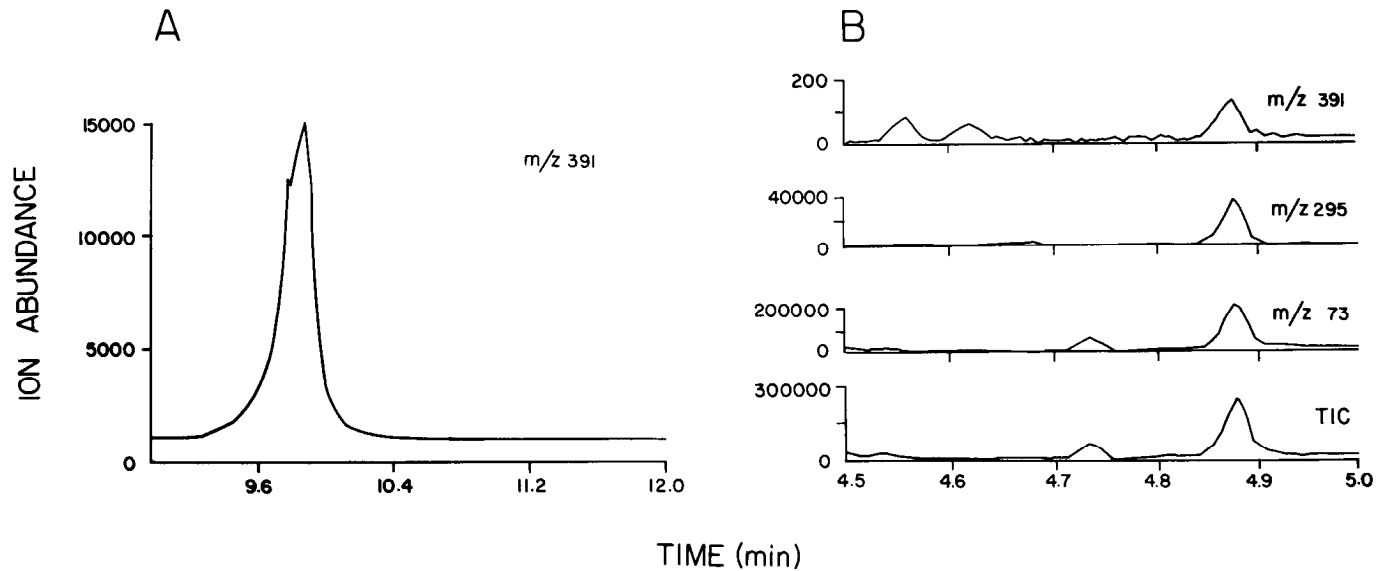 A
B
ION ABUNDANCE
15000
10000
5000
0
m/z 391
9.6 10.4 11.2 12.0
200
0
m/z 391
40000
0
m/z 295
200000
0
m/z 73
300000
0
TIC
4.5 4.6 4.7 4.8 4.9 5.0
TIME (min)